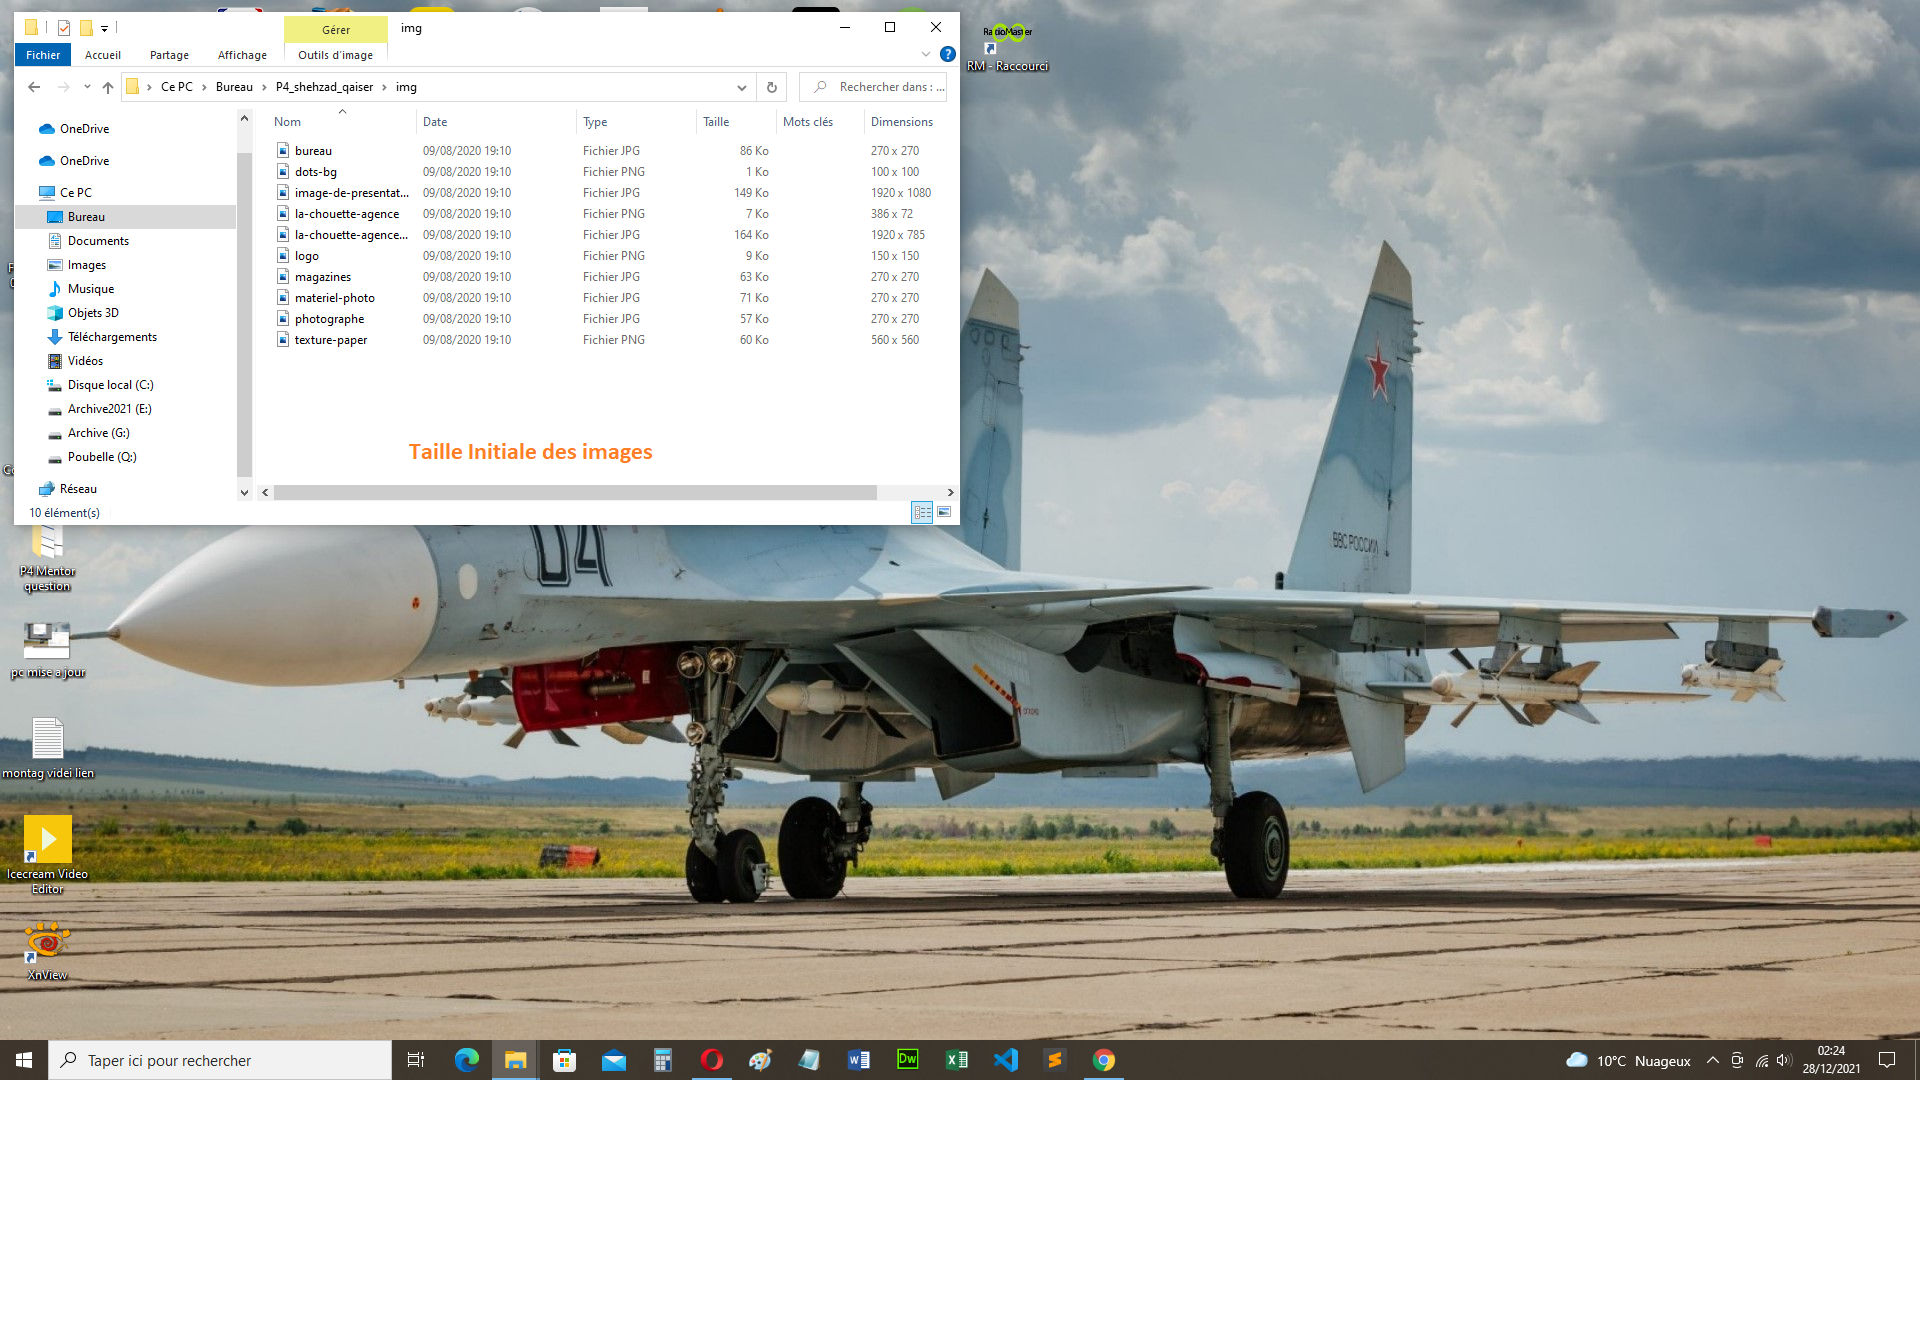 Gérer
img
Fichier
Accueil
Partage
Affichage
Outils d'image
Ce PC
Bureau
P4_shehzad_qaiser
img
Rechercher dans : ...
Nom Date Type Taille Mots clés Dimensions
bureau 09/08/2020 19:10 Fichier JPG 86 Ko 270 x 270
dots-bg 09/08/2020 19:10 Fichier PNG 1 Ko 100 x 100
image-de-presentat... 09/08/2020 19:10 Fichier JPG 149 Ko 1920 x 1080
la-chouette-agence 09/08/2020 19:10 Fichier PNG 7 Ko 386 x 72
la-chouette-agence... 09/08/2020 19:10 Fichier JPG 164 Ko 1920 x 785
logo 09/08/2020 19:10 Fichier PNG 9 Ko 150 x 150
magazines 09/08/2020 19:10 Fichier JPG 63 Ko 270 x 270
materiel-photo 09/08/2020 19:10 Fichier JPG 71 Ko 270 x 270
photographe 09/08/2020 19:10 Fichier JPG 57 Ko 270 x 270
texture-paper 09/08/2020 19:10 Fichier PNG 60 Ko 560 x 560
OneDrive
OneDrive
Ce PC
Bureau
Documents
Images
Musique
Objets 3D
Téléchargements
Vidéos
Disque local (C:)
Archive2021 (E:)
Archive (G:)
Poubelle (Q:)
Réseau
Taille Initiale des images
10 élément(s)
RatioMaster
RM - Raccourci
04
ВВС РОССИИ
P4 Mentor
question
pc mise a jour
montag videi lien
Icecream Video
Editor
XnView
Taper ici pour rechercher
Dw
10°C Nuageux
02:24
28/12/2021